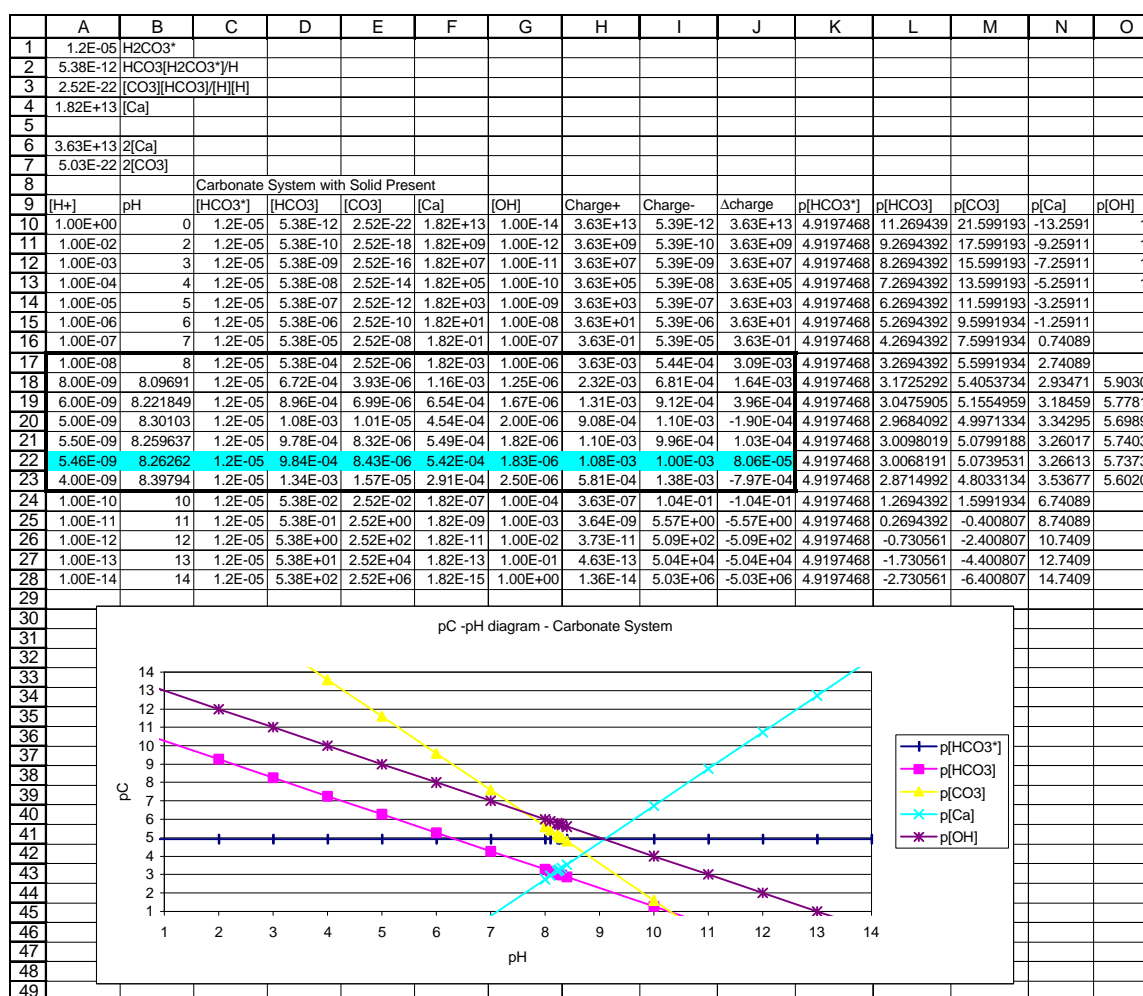 A B C D E F G H I J K L M N O
1 1.2E-05 H2CO3*
2 5.38E-12 HCO3[H2CO3*]/H
3 2.52E-22 [CO3][HCO3]/[H][H]
4 1.82E+13 [Ca]
5
6 3.63E+13 2[Ca]
7 5.03E-22 2[CO3]
8 Carbonate System with Solid Present
9 [H+] pH [HCO3*] [HCO3] [CO3] [Ca] [OH] Charge+ Charge- Δcharge p[HCO3*] p[HCO3] p[CO3] p[Ca] p[OH]
10 1.00E+00 0 1.2E-05 5.38E-12 2.52E-22 1.82E+13 1.00E-14 3.63E+13 5.39E-12 3.63E+13 4.9197468 11.269439 21.599193 -13.2591 1
11 1.00E-02 2 1.2E-05 5.38E-10 2.52E-18 1.82E+09 1.00E-12 3.63E+09 5.39E-10 3.63E+09 4.9197468 9.2694392 17.599193 -9.25911 1
12 1.00E-03 3 1.2E-05 5.38E-09 2.52E-16 1.82E+07 1.00E-11 3.63E+07 5.39E-09 3.63E+07 4.9197468 8.2694392 15.599193 -7.25911 1
13 1.00E-04 4 1.2E-05 5.38E-08 2.52E-14 1.82E+05 1.00E-10 3.63E+05 5.39E-08 3.63E+05 4.9197468 7.2694392 13.599193 -5.25911 1
14 1.00E-05 5 1.2E-05 5.38E-07 2.52E-12 1.82E+03 1.00E-09 3.63E+03 5.39E-07 3.63E+03 4.9197468 6.2694392 11.599193 -3.25911
15 1.00E-06 6 1.2E-05 5.38E-06 2.52E-10 1.82E+01 1.00E-08 3.63E+01 5.39E-06 3.63E+01 4.9197468 5.2694392 9.5991934 -1.25911
16 1.00E-07 7 1.2E-05 5.38E-05 2.52E-08 1.82E-01 1.00E-07 3.63E-01 5.39E-05 3.63E-01 4.9197468 4.2694392 7.5991934 0.74089
17 1.00E-08 8 1.2E-05 5.38E-04 2.52E-06 1.82E-03 1.00E-06 3.63E-03 5.44E-04 3.09E-03 4.9197468 3.2694392 5.5991934 2.74089
18 8.00E-09 8.09691 1.2E-05 6.72E-04 3.93E-06 1.16E-03 1.25E-06 2.32E-03 6.81E-04 1.64E-03 4.9197468 3.1725292 5.4053734 2.93471 5.9030
19 6.00E-09 8.221849 1.2E-05 8.96E-04 6.99E-06 6.54E-04 1.67E-06 1.31E-03 9.12E-04 3.96E-04 4.9197468 3.0475905 5.1554959 3.18459 5.7781
20 5.00E-09 8.30103 1.2E-05 1.08E-03 1.01E-05 4.54E-04 2.00E-06 9.08E-04 1.10E-03 -1.90E-04 4.9197468 2.9684092 4.9971334 3.34295 5.6989
21 5.50E-09 8.259637 1.2E-05 9.78E-04 8.32E-06 5.49E-04 1.82E-06 1.10E-03 9.96E-04 1.03E-04 4.9197468 3.0098019 5.0799188 3.26017 5.7403
22 5.46E-09 8.26262 1.2E-05 9.84E-04 8.43E-06 5.42E-04 1.83E-06 1.08E-03 1.00E-03 8.06E-05 4.9197468 3.0068191 5.0739531 3.26613 5.7373
23 4.00E-09 8.39794 1.2E-05 1.34E-03 1.57E-05 2.91E-04 2.50E-06 5.81E-04 1.38E-03 -7.97E-04 4.9197468 2.8714992 4.8033134 3.53677 5.6020
24 1.00E-10 10 1.2E-05 5.38E-02 2.52E-02 1.82E-07 1.00E-04 3.63E-07 1.04E-01 -1.04E-01 4.9197468 1.2694392 1.5991934 6.74089
25 1.00E-11 11 1.2E-05 5.38E-01 2.52E+00 1.82E-09 1.00E-03 3.64E-09 5.57E+00 -5.57E+00 4.9197468 0.2694392 -0.400807 8.74089
26 1.00E-12 12 1.2E-05 5.38E+00 2.52E+02 1.82E-11 1.00E-02 3.73E-11 5.09E+02 -5.09E+02 4.9197468 -0.730561 -2.400807 10.7409
27 1.00E-13 13 1.2E-05 5.38E+01 2.52E+04 1.82E-13 1.00E-01 4.63E-13 5.04E+04 -5.04E+04 4.9197468 -1.730561 -4.400807 12.7409
28 1.00E-14 14 1.2E-05 5.38E+02 2.52E+06 1.82E-15 1.00E+00 1.36E-14 5.03E+06 -5.03E+06 4.9197468 -2.730561 -6.400807 14.7409
29
30
31
32
33
34
35
36
37
38
39
40
41
42
43
44
45
46
47
48
49
pC -pH diagram - Carbonate System
14
13
12
11
10
9
8
7
6
5
4
3
2
1
pC
1 2 3 4 5 6 7 8 9 10 11 12 13 14
pH
p[HCO3*]
p[HCO3]
p[CO3]
p[Ca]
p[OH]